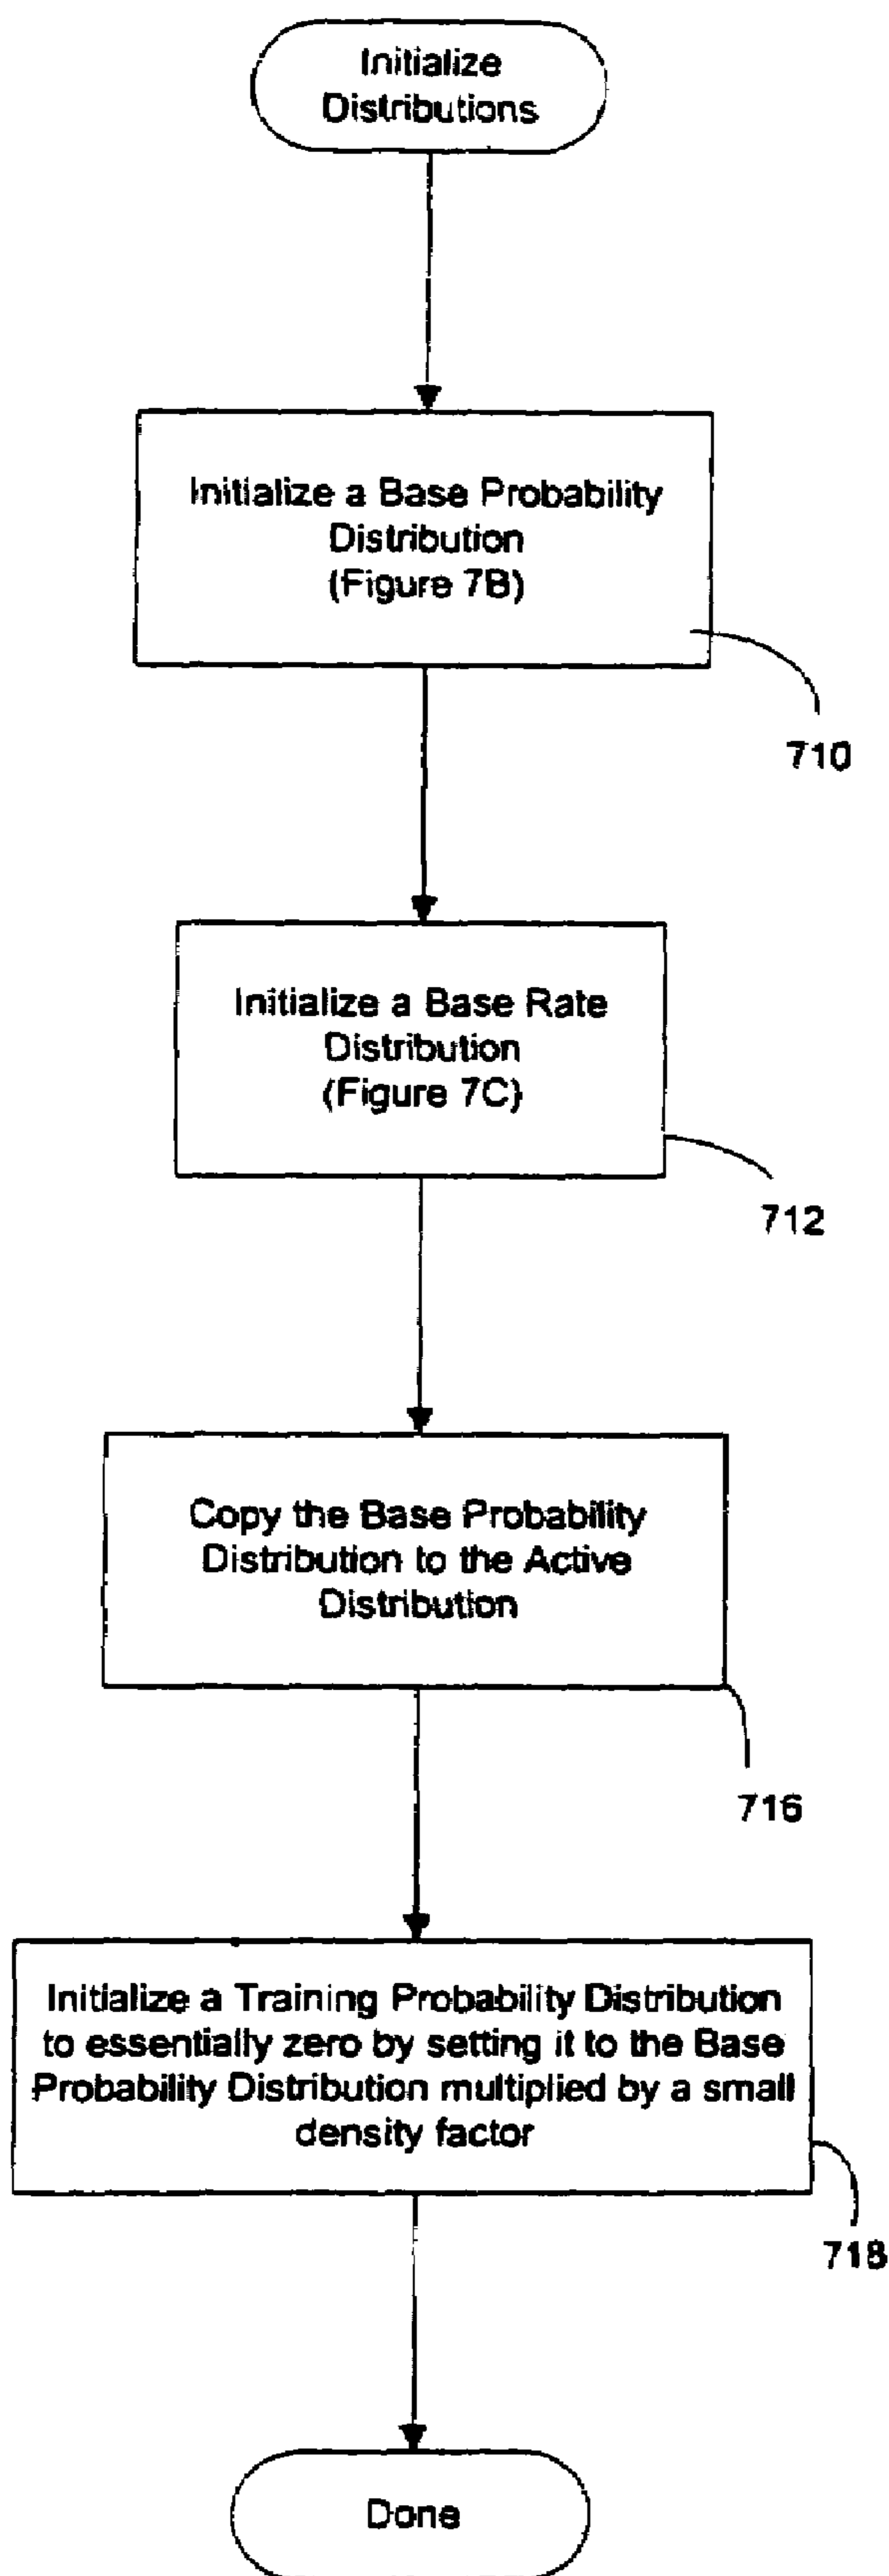 Initialize
Distributions
Initialize a Base Probability
Distribution
(Figure 7B)
710
Initialize a Base Rate
Distribution
(Figure 7C)
712
Copy the Base Probability
Distribution to the Active
Distribution
716
Initialize a Training Probability Distribution
to essentially zero by setting it to the Base
Probability Distribution multiplied by a small
density factor
718
Done